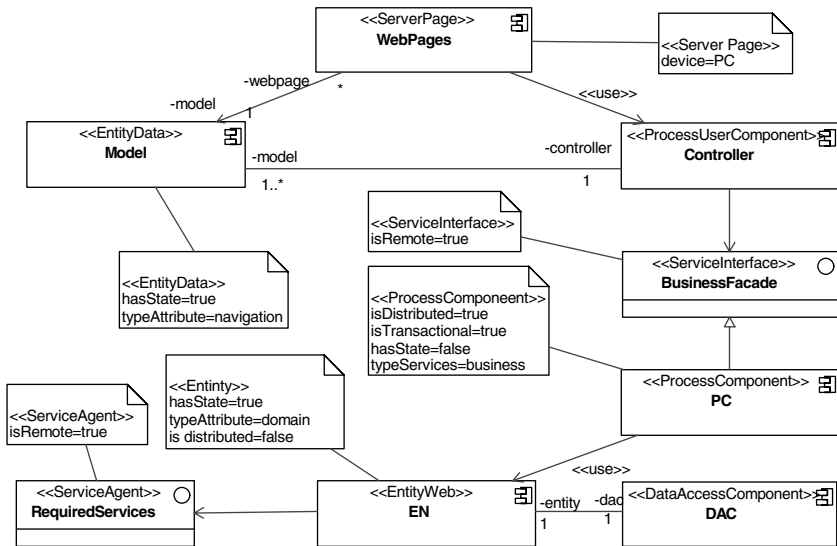 <<ServerPage>>
WebPages
<<Server Page>>
device=PC
-webpage
*
<<use>>
-model
1
<<EntityData>>
Model
-model
1..*
-controller
1
<<ProcessUserComponent>>
Controller
<<ServiceInterface>>
isRemote=true
<<EntityData>>
hasState=true
typeAttribute=navigation
<<ServiceInterface>>
BusinessFacade
<<ProcessComponeent>>
isDistributed=true
isTransactional=true
hasState=false
typeServices=business
<<Entinty>>
hasState=true
typeAttribute=domain
is distributed=false
<<ProcessComponent>>
PC
<<ServiceAgent>>
isRemote=true
<<use>>
<<ServiceAgent>>
RequiredServices
<<EntityWeb>>
EN
-entity
1
-dac
1
<<DataAccessComponent>>
DAC